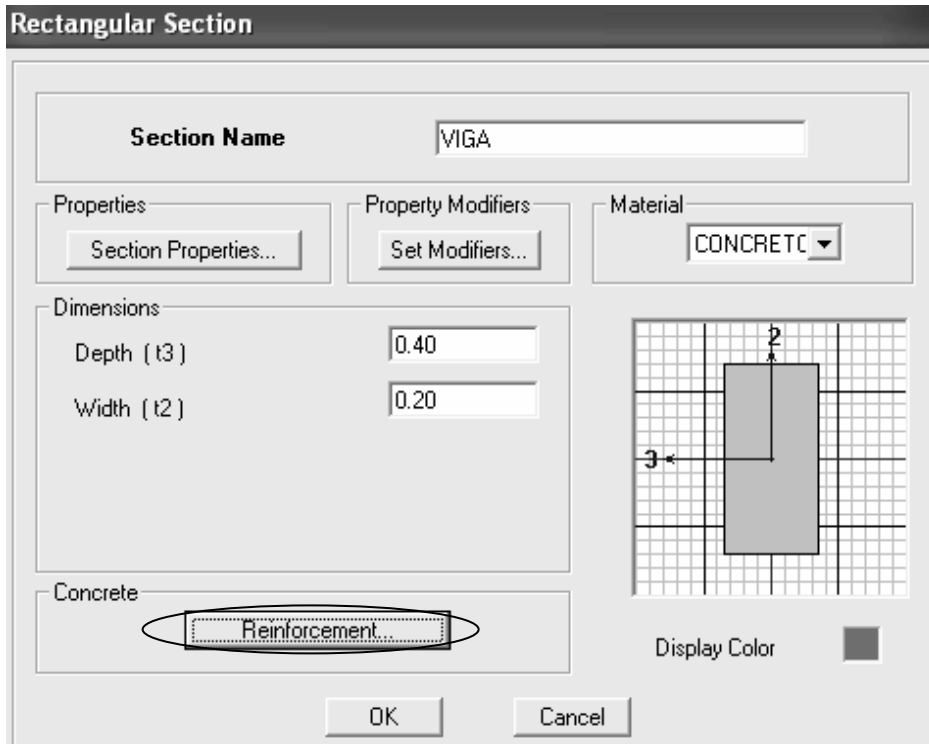 Rectangular Section
Section Name VIGA
Properties Property Modifiers Material
Section Properties... Set Modifiers... CONCRETC
Dimensions
Depth ( t3 ) 0.40
Width ( t2 ) 0.20
2
3
Concrete
Reinforcement...
Display Color
OK Cancel